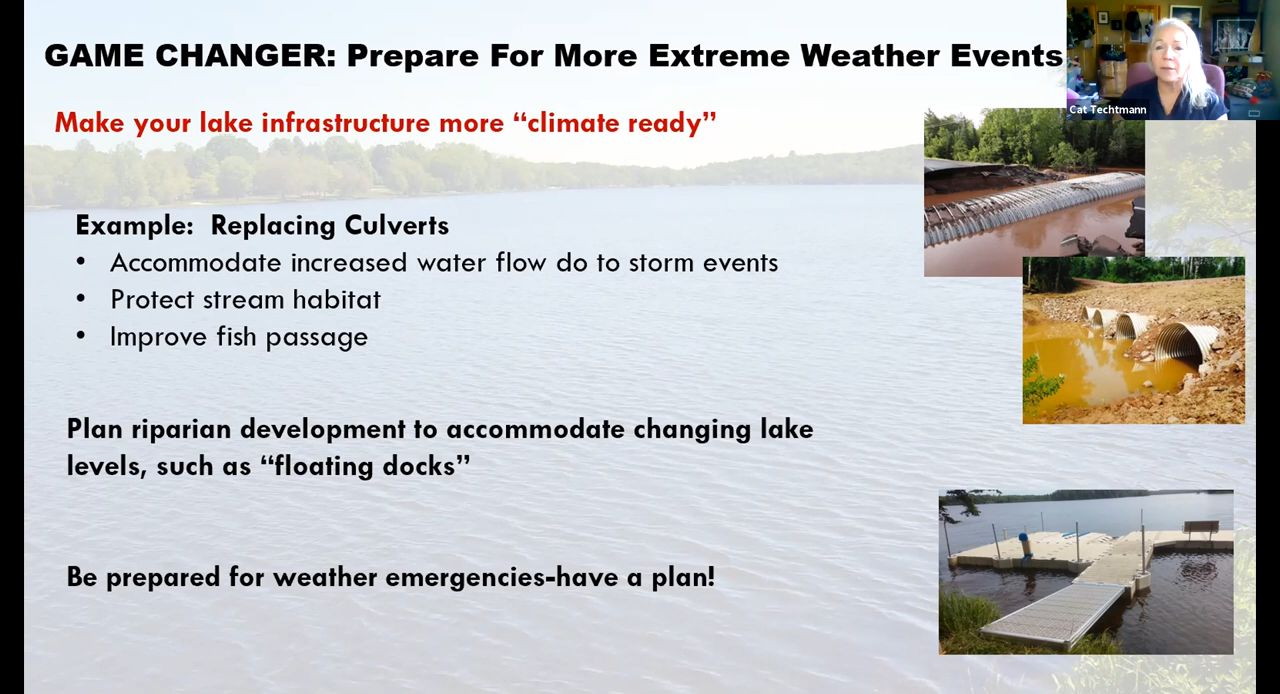 GAME CHANGER: Prepare For More Extreme Weather Events
Cat Techtmann
Make your lake infrastructure more “climate ready”
Example:  Replacing Culverts
• Accommodate increased water flow do to storm events
• Protect stream habitat
• Improve fish passage
Plan riparian development to accommodate changing lake
levels, such as “floating docks”
Be prepared for weather emergencies-have a plan!